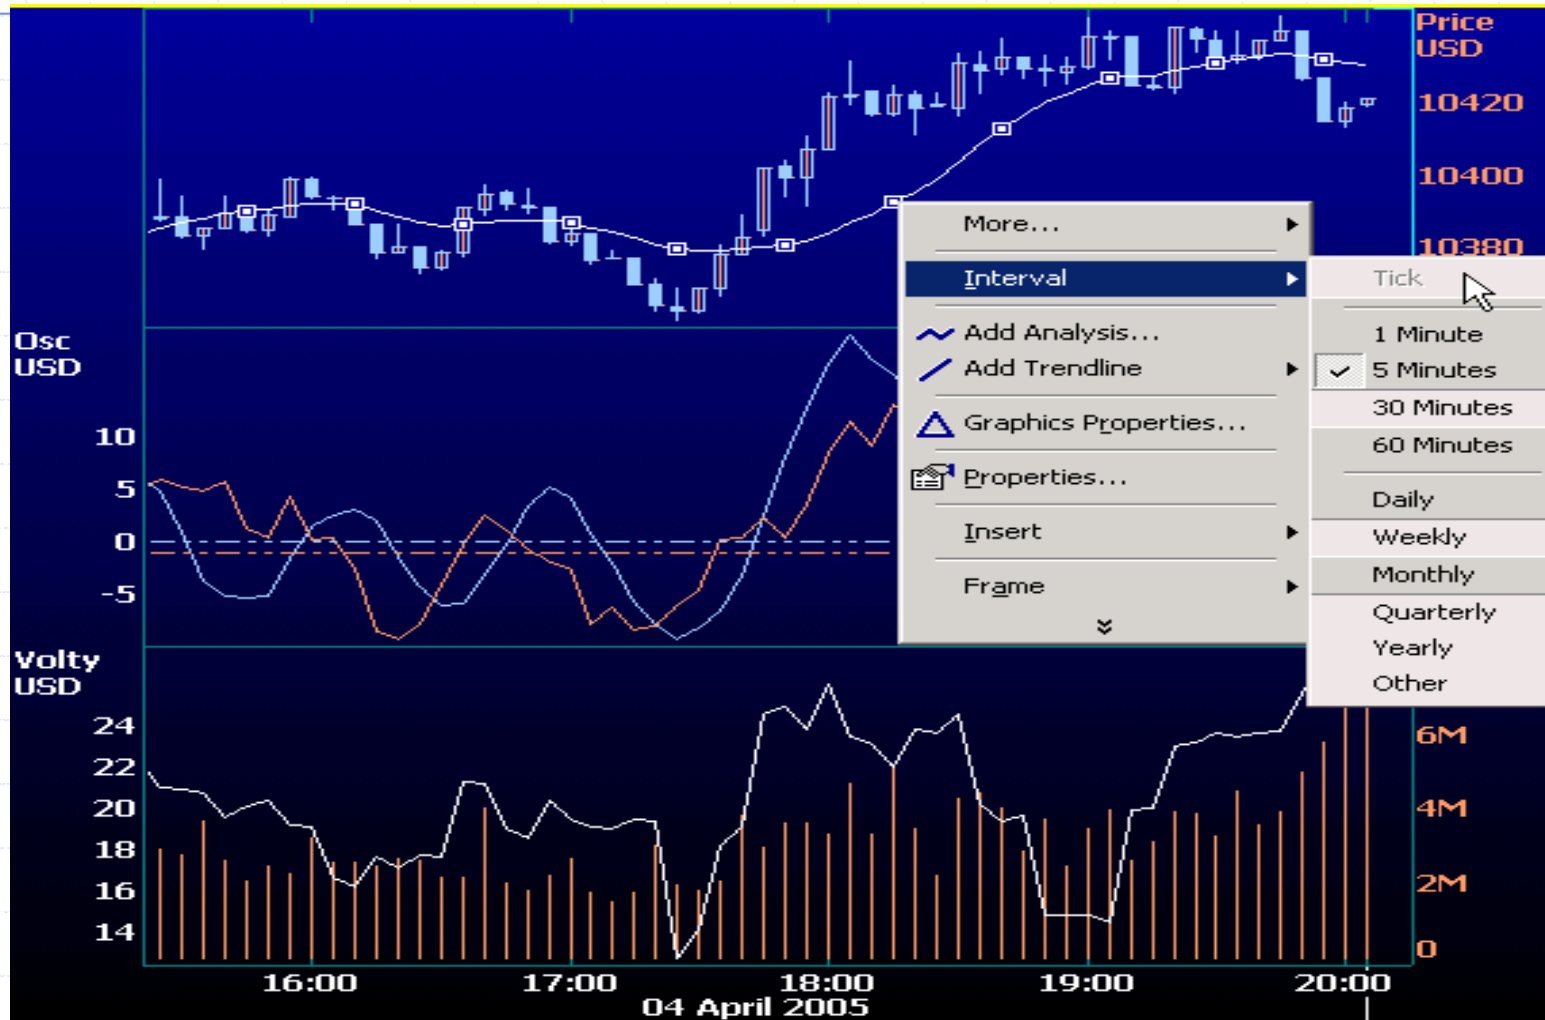 Price
USD
10420
10400
10380
More...
Interval
Add Analysis...
Add Trendline
Graphics Properties...
Properties...
Insert
Frame
Tick
1 Minute
5 Minutes
30 Minutes
60 Minutes
Daily
Weekly
Monthly
Quarterly
Yearly
Other
Osc
USD
10
5
0
-5
Volty
USD
24
22
20
18
16
14
6M
4M
2M
0
16:00 17:00 18:00 19:00 20:00
04 April 2005